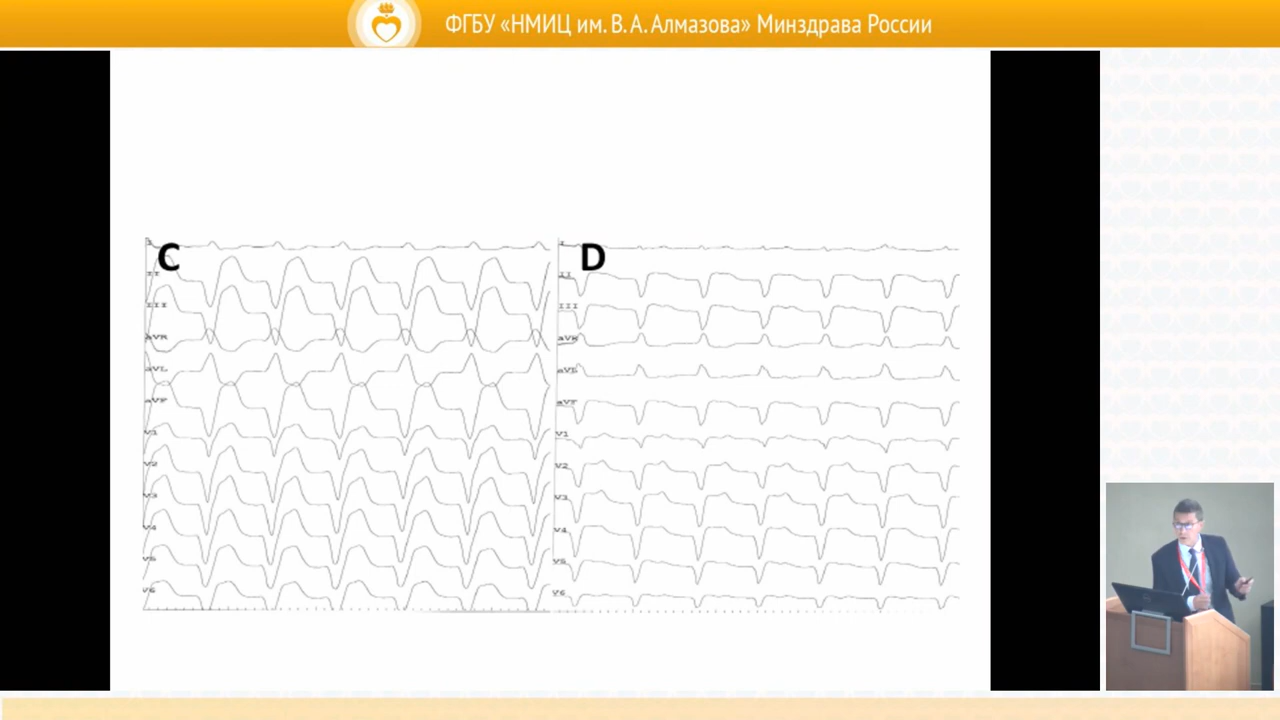 ФГБУ «НМИЦ им. В. А. Алмазова» Минздрава России
C
D
I
II
III
aVR
aVL
aVF
V1
V2
V3
V4
V5
V6
I
II
III
aVR
aVL
aVF
V1
V2
V3
V4
V5
V6